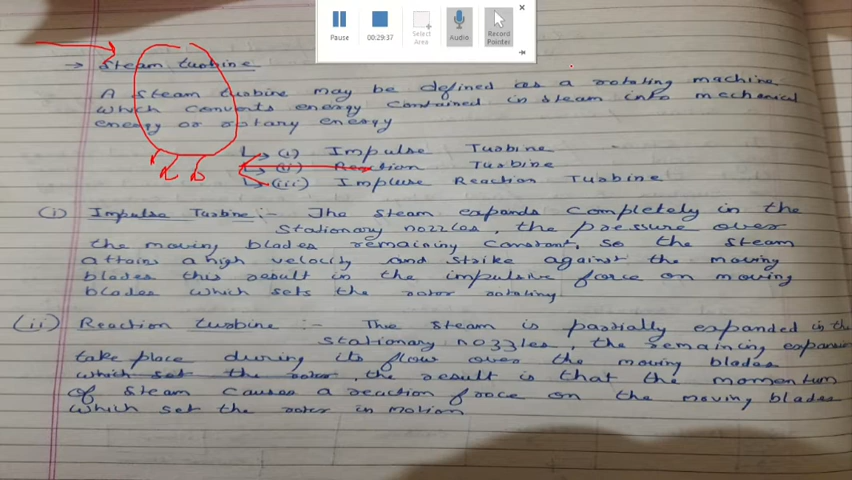 Pause
00:29:37
Select Area
Audio
Record Pointer
→ Steam turbine
A steam turbine may be defined as a rotating machine
which converts energy contained in steam into mechanical
energy or rotary energy
(i) Impulse Turbine
(ii) Reaction Turbine
(iii) Implure Reaction Turbine
(i) Impulse Turbine :- The steam expands completely in the
stationary nozzles, the pressure over
the moving blades remaining constant, so the steam
attains a high velocity and strike against the moving
blades this result in the impulsive force on moving
blades which sets the rotor rotating
(ii) Reaction turbine :- The steam is partially expanded in the
stationary nozzles, the remaining expansion
take place during its flow over the moving blades
which set the rotor, the result is that the momentum
of steam causes a reaction force on the moving blades
which set the rotor in motion